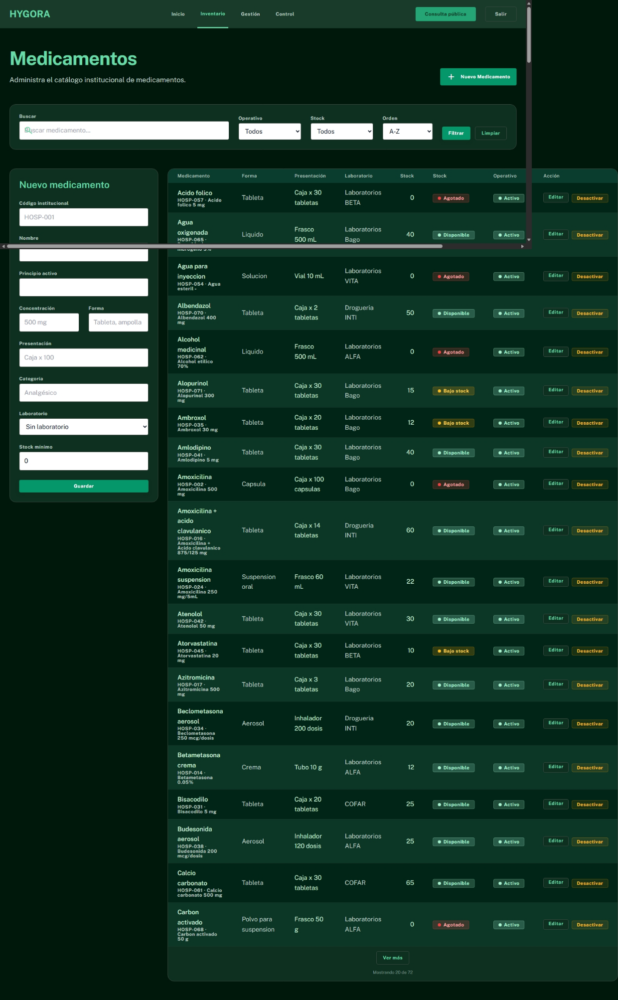 HYGORA
Inicio
Inventario
Gestión
Control
Consulta pública
Salir
Medicamentos
Administra el catálogo institucional de medicamentos.
Nuevo Medicamento
Buscar
Buscar medicamento...
Operativo
Todos
Stock
Todos
Orden
A-Z
Filtrar
Limpiar
Nuevo medicamento
Código institucional
HOSP-001
Nombre
Principio activo
Concentración
500 mg
Forma
Tableta, ampolla
Presentación
Caja x 100
Categoría
Analgésico
Laboratorio
Sin laboratorio
Stock mínimo
0
Guardar
Medicamento Forma Presentación Laboratorio Stock Stock Operativo Acción
Acido folico
HOSP-057 · Acido
folico 5 mg
Tableta
Caja x 30
tabletas
Laboratorios
BETA
0
Agotado
Activo
Editar
Desactivar
Agua
oxigenada
HOSP-065 ·
Liquido
Frasco
500 mL
Laboratorios
Bago
40
Disponible
Activo
Editar
Desactivar
Agua para
inyeccion
HOSP-054 · Agua
esteril -
Solucion
Vial 10 mL
Laboratorios
VITA
0
Agotado
Activo
Editar
Desactivar
Albendazol
HOSP-070 ·
Albendazol 400
mg
Tableta
Caja x 2
tabletas
Drogueria
INTI
50
Disponible
Activo
Editar
Desactivar
Alcohol
medicinal
HOSP-062 ·
Alcohol etilico
70%
Liquido
Frasco
500 mL
Laboratorios
ALFA
0
Agotado
Activo
Editar
Desactivar
Alopurinol
HOSP-071 ·
Alopurinol 300
mg
Tableta
Caja x 30
tabletas
Laboratorios
Bago
15
Bajo stock
Activo
Editar
Desactivar
Ambroxol
HOSP-035 ·
Ambroxol 30 mg
Tableta
Caja x 20
tabletas
Laboratorios
Bago
12
Bajo stock
Activo
Editar
Desactivar
Amlodipino
HOSP-041 ·
Amlodipino 5 mg
Tableta
Caja x 30
tabletas
Laboratorios
Bago
40
Disponible
Activo
Editar
Desactivar
Amoxicilina
HOSP-002 ·
Amoxicilina 500
mg
Capsula
Caja x 100
capsulas
Laboratorios
Bago
0
Agotado
Activo
Editar
Desactivar
Amoxicilina +
acido
clavulanico
HOSP-016 ·
Amoxicilina +
Acido clavulanico
875/125 mg
Tableta
Caja x 14
tabletas
Drogueria
INTI
60
Disponible
Activo
Editar
Desactivar
Amoxicilina
suspension
HOSP-024 ·
Amoxicilina 250
mg/5mL
Suspension
oral
Frasco 60
mL
Laboratorios
VITA
22
Disponible
Activo
Editar
Desactivar
Atenolol
HOSP-042 ·
Atenolol 50 mg
Tableta
Caja x 30
tabletas
Laboratorios
VITA
30
Disponible
Activo
Editar
Desactivar
Atorvastatina
HOSP-045 ·
Atorvastatina 20
mg
Tableta
Caja x 30
tabletas
Laboratorios
BETA
10
Bajo stock
Activo
Editar
Desactivar
Azitromicina
HOSP-017 ·
Azitromicina 500
mg
Tableta
Caja x 3
tabletas
Laboratorios
Bago
20
Disponible
Activo
Editar
Desactivar
Beclometasona
aerosol
HOSP-034 ·
Beclometasona
250 mcg/dosis
Aerosol
Inhalador
200 dosis
Drogueria
INTI
20
Disponible
Activo
Editar
Desactivar
Betametasona
crema
HOSP-014 ·
Betametasona
0.05%
Crema
Tubo 10 g
Laboratorios
ALFA
12
Disponible
Activo
Editar
Desactivar
Bisacodilo
HOSP-031 ·
Bisacodilo 5 mg
Tableta
Caja x 20
tabletas
COFAR
25
Disponible
Activo
Editar
Desactivar
Budesonida
aerosol
HOSP-038 ·
Budesonida 200
mcg/dosis
Aerosol
Inhalador
120 dosis
Laboratorios
ALFA
25
Disponible
Activo
Editar
Desactivar
Calcio
carbonato
HOSP-061 · Calcio
carbonato 500 mg
Tableta
Caja x 30
tabletas
COFAR
65
Disponible
Activo
Editar
Desactivar
Carbon
activado
HOSP-068 ·
Carbon activado
50 g
Polvo para
suspension
Frasco 50
g
Laboratorios
ALFA
0
Agotado
Activo
Editar
Desactivar
Ver más
Mostrando 20 de 72